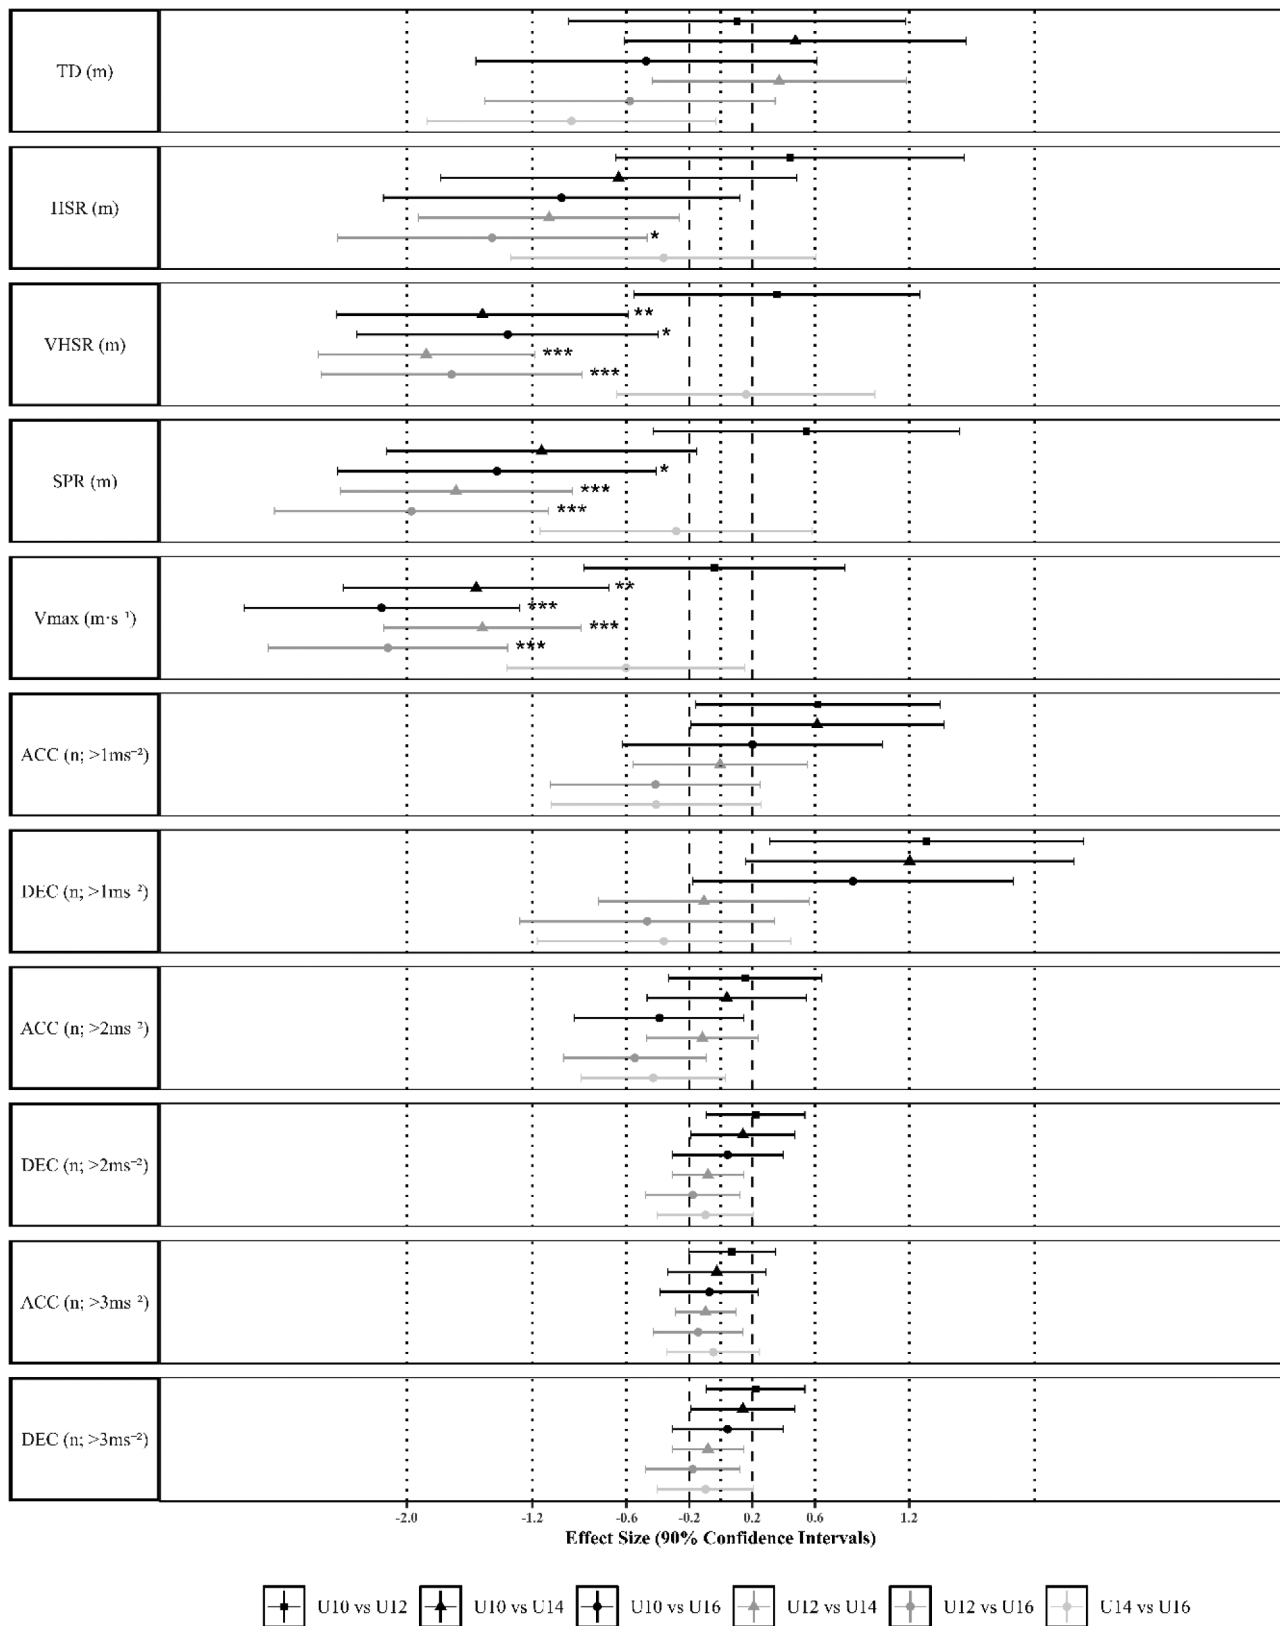 TD (m)
HSR (m)
*
VHSR (m)
**
*
***
***
SPR (m)
*
***
***
Vmax (m·s⁻¹)
**
***
***
***
ACC (n; >1ms⁻²)
DEC (n; >1ms⁻²)
ACC (n; >2ms⁻²)
DEC (n; >2ms⁻²)
ACC (n; >3ms⁻²)
DEC (n; >3ms⁻²)
-2.0 -1.2 -0.6 -0.2 0.2 0.6 1.2
Effect Size (90% Confidence Intervals)
U10 vs U12 U10 vs U14 U10 vs U16 U12 vs U14 U12 vs U16 U14 vs U16